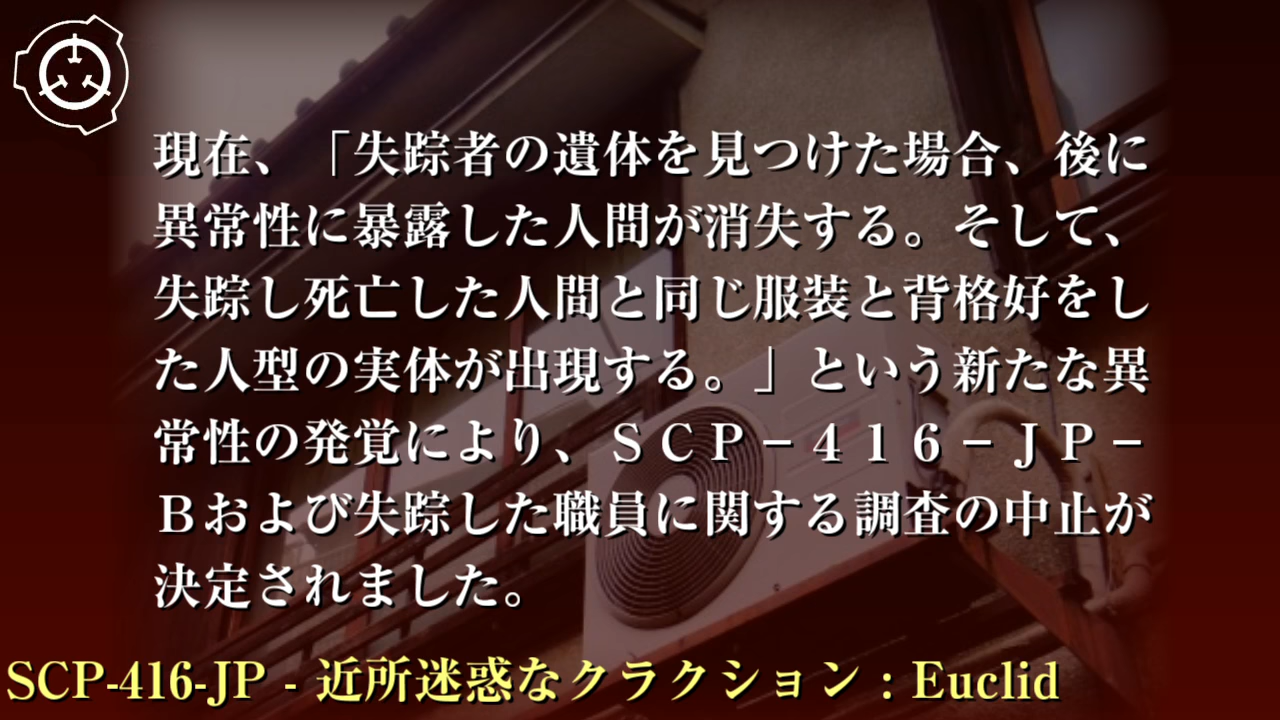 現在、「失踪者の遺体を見つけた場合、後に
異常性に暴露した人間が消失する。そして、
失踪し死亡した人間と同じ服装と背格好をし
た人型の実体が出現する。」という新たな異
常性の発覚により、ＳＣＰ－４１６－ＪＰ－
Ｂおよび失踪した職員に関する調査の中止が
決定されました。
SCP-416-JP - 近所迷惑なクラクション : Euclid